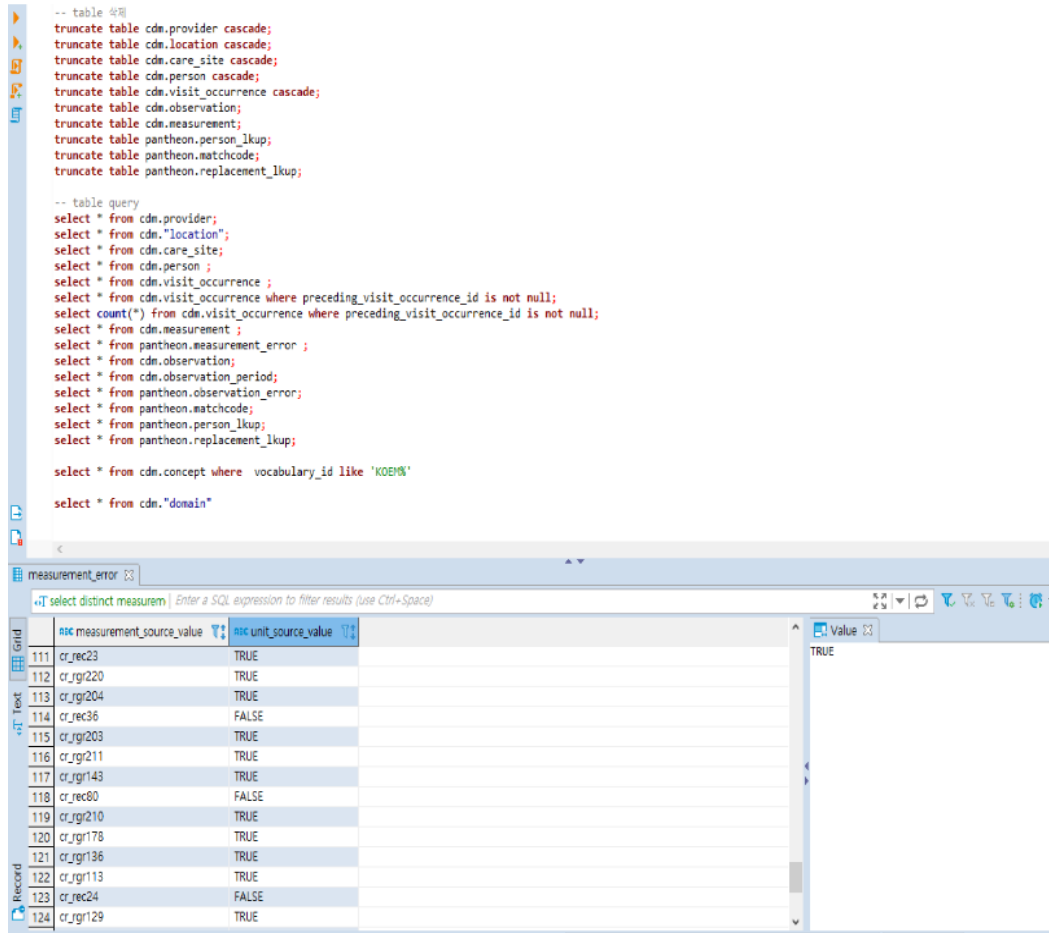 -- table 삭제
truncate table cdm.provider cascade;
truncate table cdm.location cascade;
truncate table cdm.care_site cascade;
truncate table cdm.person cascade;
truncate table cdm.visit_occurrence cascade;
truncate table cdm.observation;
truncate table cdm.measurement;
truncate table pantheon.person_lkup;
truncate table pantheon.matchcode;
truncate table pantheon.replacement_lkup;
-- table query
select * from cdm.provider;
select * from cdm."location";
select * from cdm.care_site;
select * from cdm.person ;
select * from cdm.visit_occurrence ;
select * from cdm.visit_occurrence where preceding_visit_occurrence_id is not null;
select count(*) from cdm.visit_occurrence where preceding_visit_occurrence_id is not null;
select * from cdm.measurement ;
select * from pantheon.measurement_error ;
select * from cdm.observation;
select * from cdm.observation_period;
select * from pantheon.observation_error;
select * from pantheon.matchcode;
select * from pantheon.person_lkup;
select * from pantheon.replacement_lkup;
select * from cdm.concept where  vocabulary_id like 'KOEM%'
select * from cdm."domain"
measurement_error
select distinct measurem Enter a SQL expression to filter results (use Ctrl+Space)
Grid
Text
Record
ABC measurement_source_value ABC unit_source_value
111 cr_rec23 TRUE
112 cr_rgr220 TRUE
113 cr_rgr204 TRUE
114 cr_rec36 FALSE
115 cr_rgr203 TRUE
116 cr_rgr211 TRUE
117 cr_rgr143 TRUE
118 cr_rec80 FALSE
119 cr_rgr210 TRUE
120 cr_rgr178 TRUE
121 cr_rgr136 TRUE
122 cr_rgr113 TRUE
123 cr_rec24 FALSE
124 cr_rgr129 TRUE
Value
TRUE